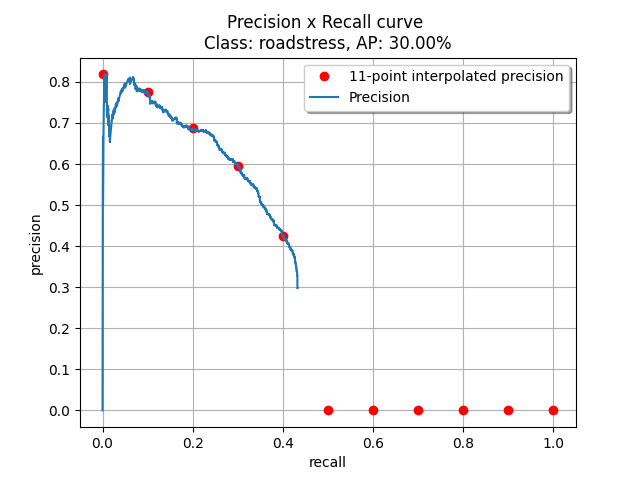 Precision x Recall curve
Class: roadstress, AP: 30.00%
11-point interpolated precision
Precision
0.8
0.7
0.6
0.5
0.4
0.3
0.2
0.1
0.0
precision
0.0 0.2 0.4 0.6 0.8 1.0
recall